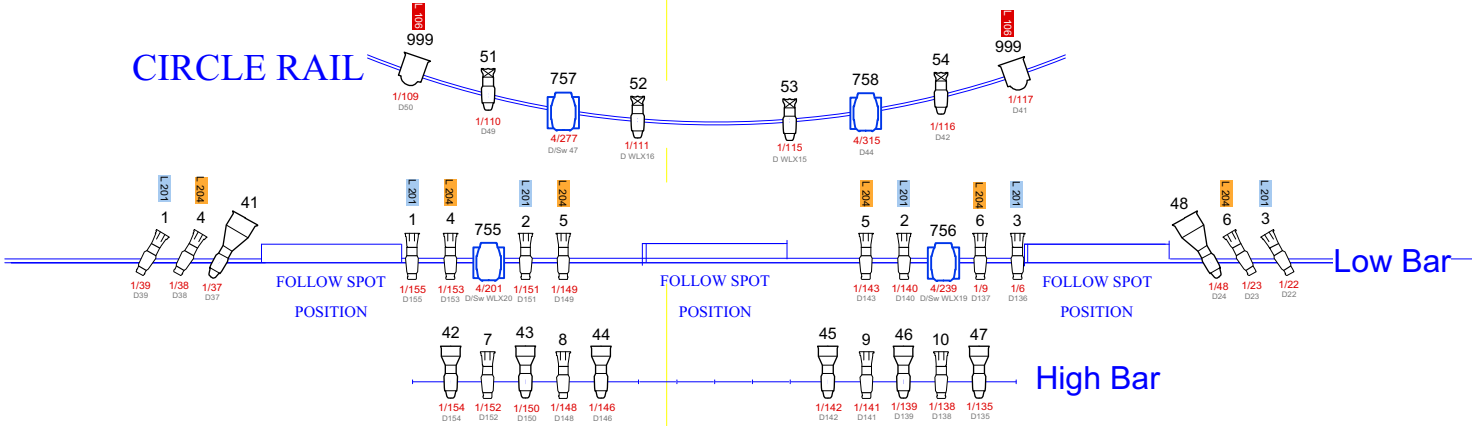 L 106
L 106
999
999
51
54
757
52
53
758
CIRCLE RAIL
1/109
D50
1/110
D49
4/277
D/Sw 47
1/111
D WLX16
1/115
D WLX15
4/315
D44
1/116
D42
1/117
D41
L 201
L 204
L 201
L 204
L 201
L 204
L 204
L 201
L 204
L 201
L 204
L 201
1
4
41
1
4
755
2
5
5
2
756
6
3
48
6
3
Low Bar
1/39
D39
1/38
D38
1/37
D37
FOLLOW SPOT
POSITION
1/155
D155
1/153
D153
4/201
D/Sw WLX20
1/151
D151
1/149
D149
FOLLOW SPOT
POSITION
1/143
D143
1/140
D140
4/239
D/Sw WLX19
1/9
D137
1/6
D136
FOLLOW SPOT
POSITION
1/48
D24
1/23
D23
1/22
D22
42
7
43
8
44
45
9
46
10
47
High Bar
1/154
D154
1/152
D152
1/150
D150
1/148
D148
1/146
D146
1/142
D142
1/141
D141
1/139
D139
1/138
D138
1/135
D135